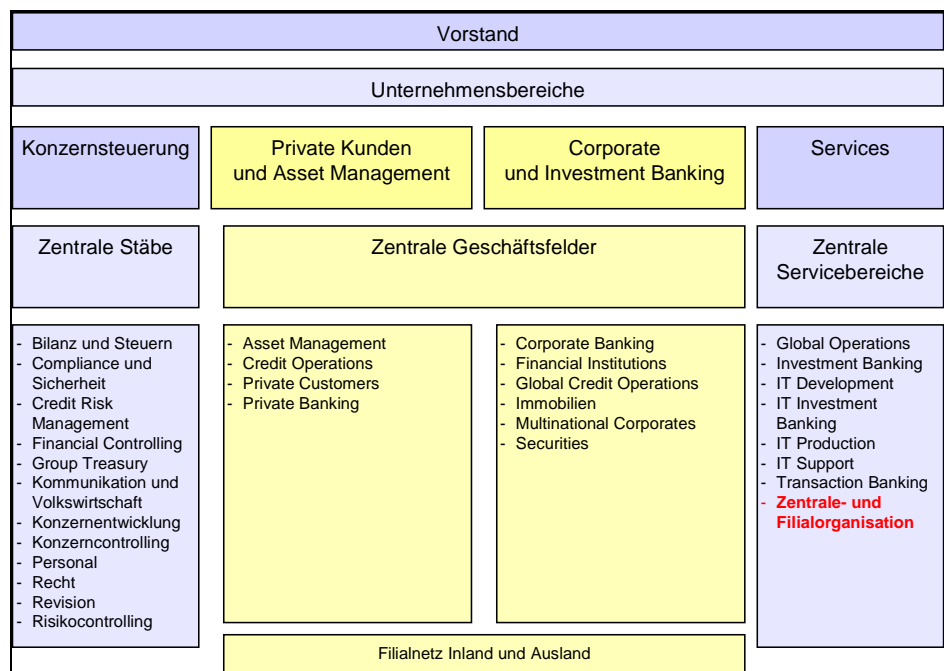 Vorstand
Unternehmensbereiche
Konzernsteuerung
Private Kunden
und Asset Management
Corporate
und Investment Banking
Services
Zentrale Stäbe
Zentrale Geschäftsfelder
Zentrale
Servicebereiche
- Bilanz und Steuern
- Compliance und
Sicherheit
- Credit Risk
Management
- Financial Controlling
- Group Treasury
- Kommunikation und
Volkswirtschaft
- Konzernentwicklung
- Konzerncontrolling
- Personal
- Recht
- Revision
- Risikocontrolling
- Asset Management
- Credit Operations
- Private Customers
- Private Banking
- Corporate Banking
- Financial Institutions
- Global Credit Operations
- Immobilien
- Multinational Corporates
- Securities
- Global Operations
- Investment Banking
- IT Development
- IT Investment
Banking
- IT Production
- IT Support
- Transaction Banking
- Zentrale- und
Filialorganisation
Filialnetz Inland und Ausland